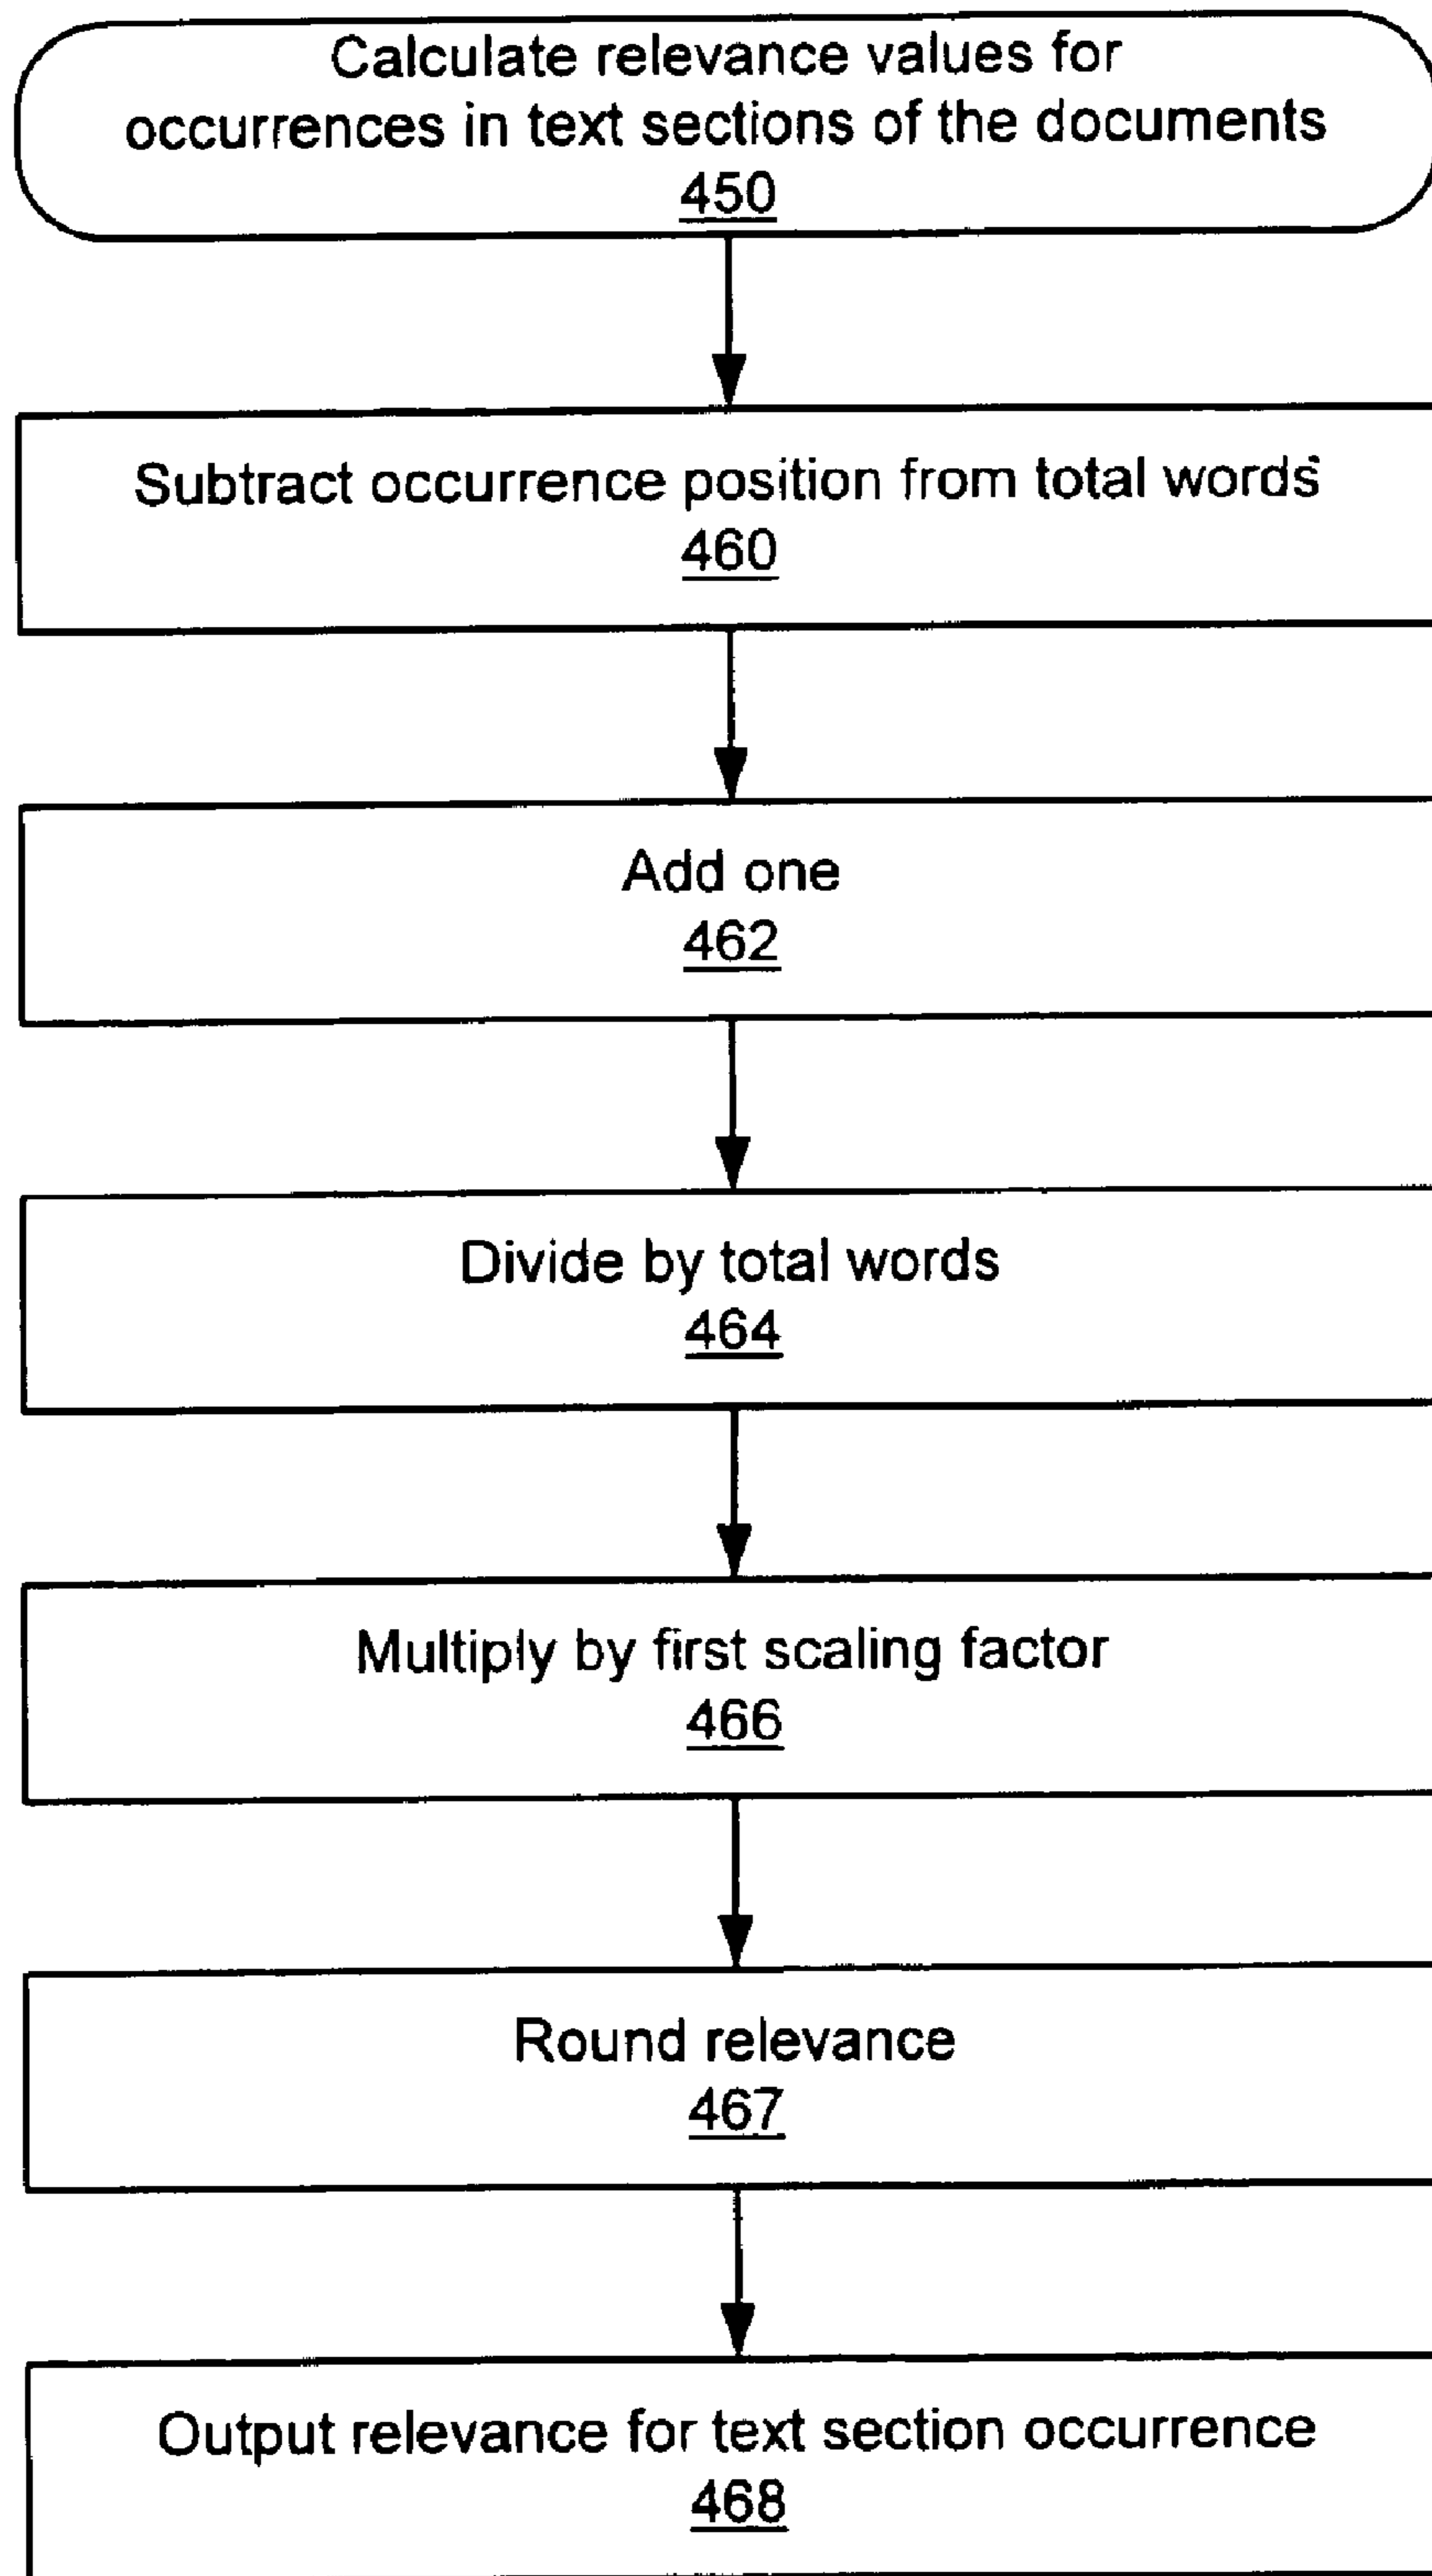 Calculate relevance values for
occurrences in text sections of the documents
450
Subtract occurrence position from total words
460
Add one
462
Divide by total words
464
Multiply by first scaling factor
466
Round relevance
467
Output relevance for text section occurrence
468